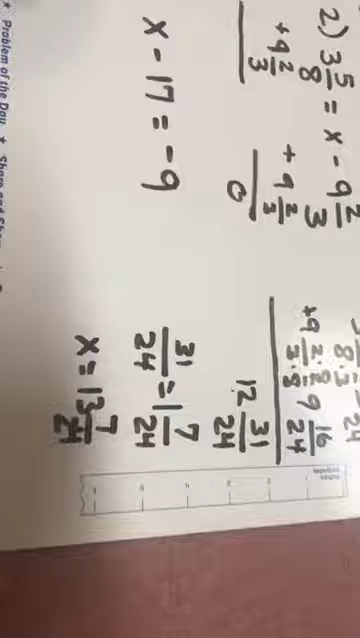 2) 3 5/8 = x - 9 2/3
+9 2/3 +9 2/3
0
8·3 24
+9 2·8/3·8 9 16/24
12 31/24
31/24 = 1 7/24
x = 13 7/24
x - 17 = -9
★ Problem of the Day ★